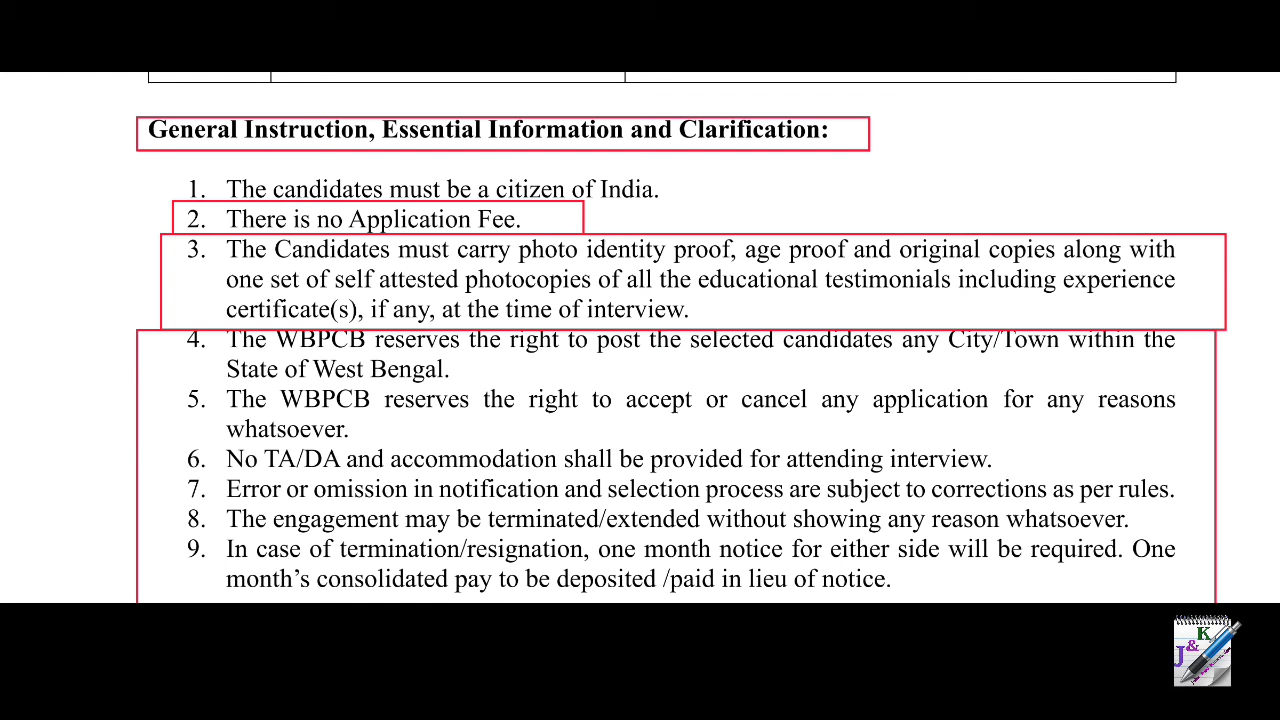 General Instruction, Essential Information and Clarification:
1. The candidates must be a citizen of India.
2. There is no Application Fee.
3. The Candidates must carry photo identity proof, age proof and original copies along with
one set of self attested photocopies of all the educational testimonials including experience
certificate(s), if any, at the time of interview.
4. The WBPCB reserves the right to post the selected candidates any City/Town within the
State of West Bengal.
5. The WBPCB reserves the right to accept or cancel any application for any reasons
whatsoever.
6. No TA/DA and accommodation shall be provided for attending interview.
7. Error or omission in notification and selection process are subject to corrections as per rules.
8. The engagement may be terminated/extended without showing any reason whatsoever.
9. In case of termination/resignation, one month notice for either side will be required. One
month’s consolidated pay to be deposited /paid in lieu of notice.
J&K